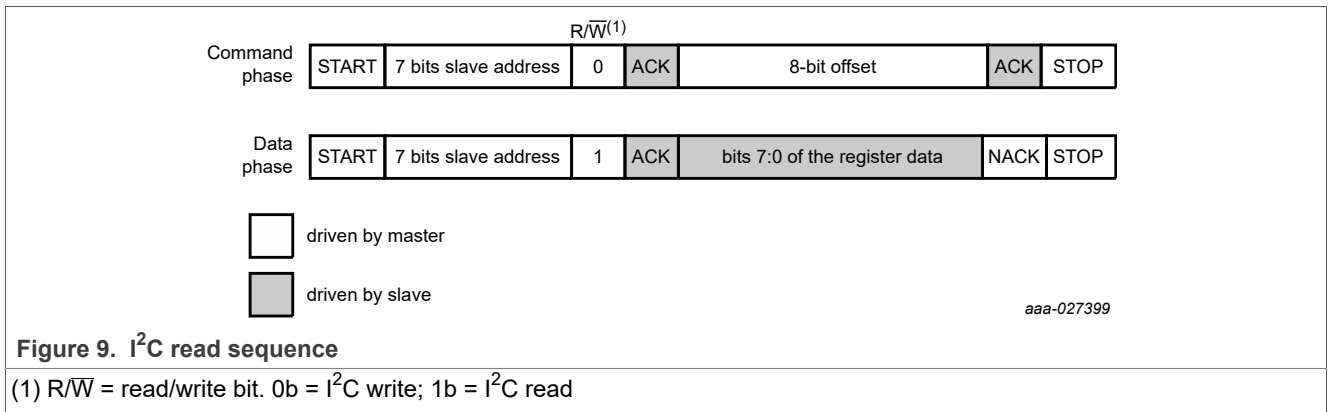 R/W̅(1)
Command phase START 7 bits slave address 0 ACK 8-bit offset ACK STOP
Data phase START 7 bits slave address 1 ACK bits 7:0 of the register data NACK STOP
driven by master
driven by slave
aaa-027399
Figure 9. I²C read sequence
(1) R/W̅ = read/write bit. 0b = I²C write; 1b = I²C read